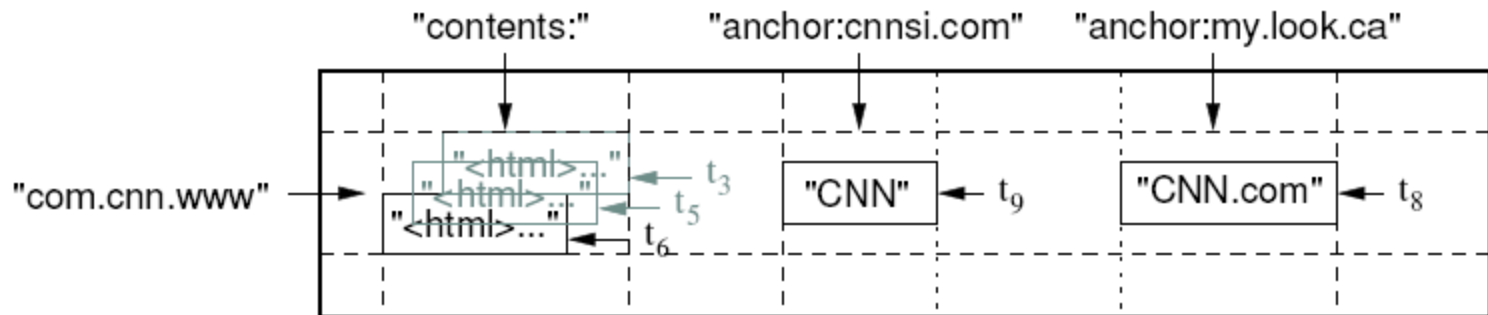 "contents:" "anchor:cnnsi.com" "anchor:my.look.ca"
"<html>..." t3
"com.cnn.www" "<html>..." t5 "CNN" t9 "CNN.com" t8
"<html>..." t6